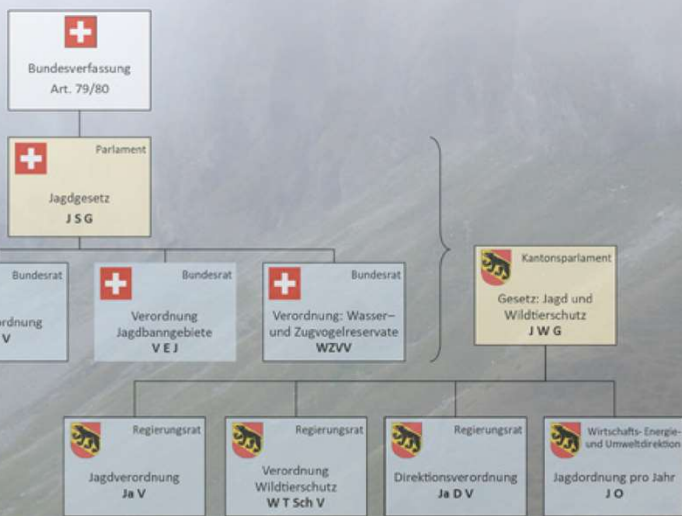 Bundesverfassung
Art. 79/80
Parlament
Jagdgesetz
J S G
Bundesrat
V
Bundesrat
Verordnung
Jagdbanngebiete
V E J
Bundesrat
Verordnung: Wasser–
und Zugvogelreservate
WZVV
Kantonsparlament
Gesetz: Jagd und
Wildtierschutz
J W G
Regierungsrat
Jagdverordnung
Ja V
Regierungsrat
Verordnung
Wildtierschutz
W T Sch V
Regierungsrat
Direktionsverordnung
Ja D V
Wirtschafts- Energie-
und Umweltdirektion
Jagdordnung pro Jahr
J O